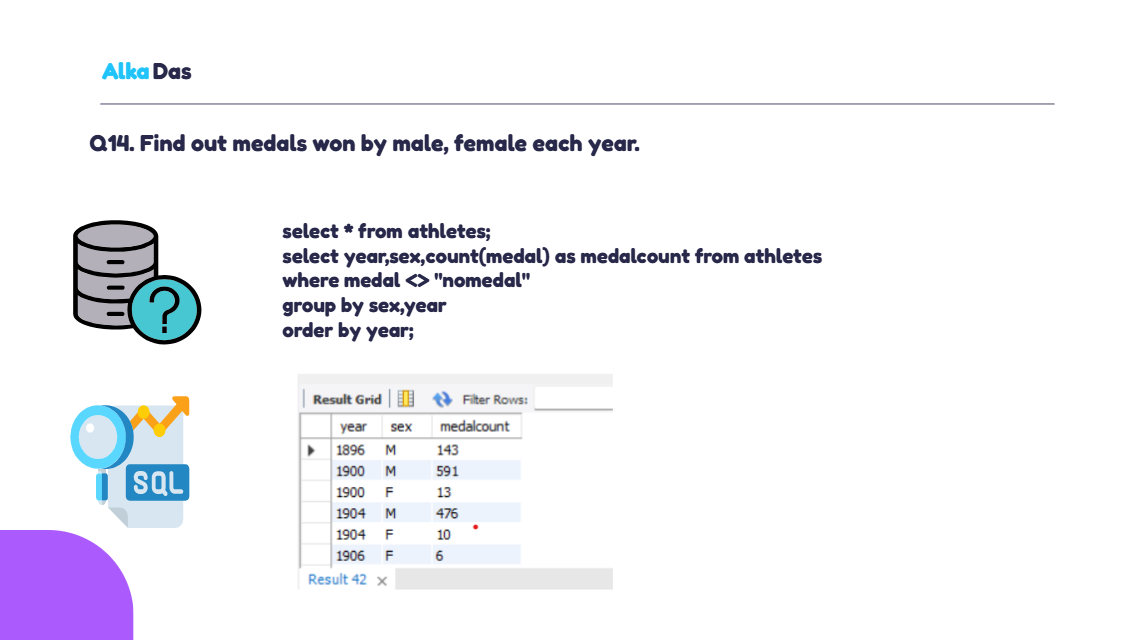 Alka Das
Q14. Find out medals won by male, female each year.
select * from athletes;
select year,sex,count(medal) as medalcount from athletes
where medal <> "nomedal"
group by sex,year
order by year;
SQL
Result Grid Filter Rows:
year sex medalcount
1896 M 143
1900 M 591
1900 F 13
1904 M 476
1904 F 10
1906 F 6
Result 42 ×